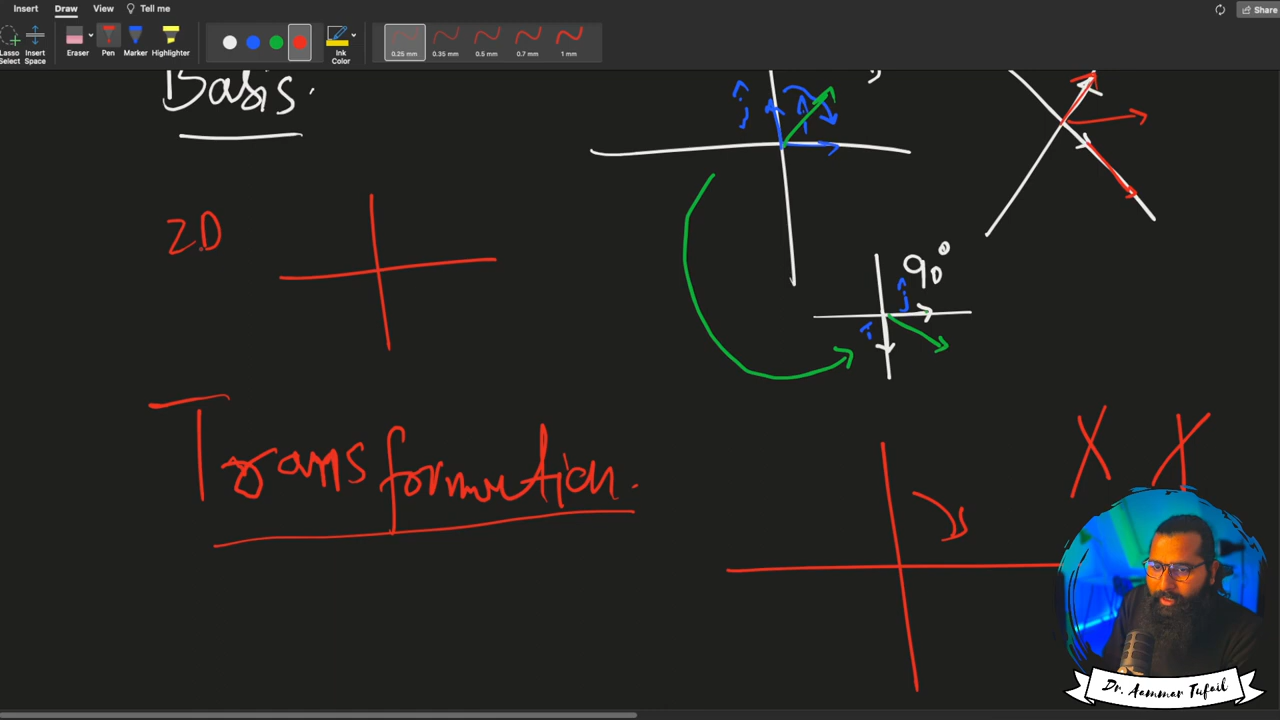 Insert Draw View Tell me
Share
Lasso Select
Insert Space
Eraser
Pen
Marker
Highlighter
Ink Color
0.25 mm
0.35 mm
0.5 mm
0.7 mm
1 mm
Basis.
ĵ
2D
90°
ĵ
Transformation.
X X
Dr. Aammar Tufail